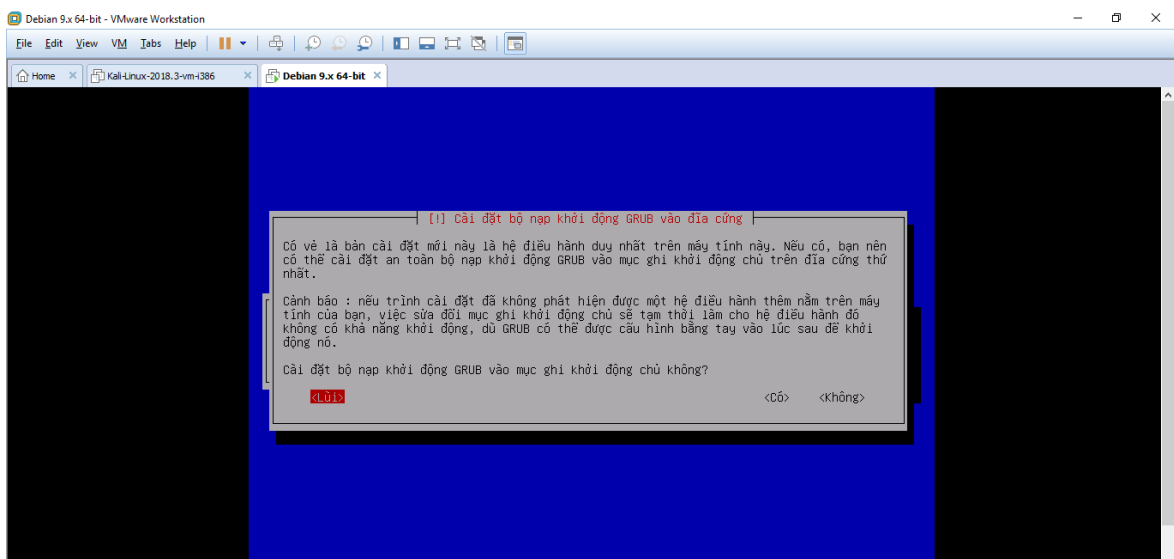 Debian 9.x 64-bit - VMware Workstation
File Edit View VM Tabs Help
Home Kali-Linux-2018.3-vm-i386 Debian 9.x 64-bit
[!] Cài đặt bộ nạp khởi động GRUB vào đĩa cứng
Có vẻ là bản cài đặt mới này là hệ điều hành duy nhất trên máy tính này. Nếu có, bạn nên
có thể cài đặt an toàn bộ nạp khởi động GRUB vào mục ghi khởi động chủ trên đĩa cứng thứ
nhất.
Cảnh báo : nếu trình cài đặt đã không phát hiện được một hệ điều hành thêm nằm trên máy
tính của bạn, việc sửa đổi mục ghi khởi động chủ sẽ tạm thời làm cho hệ điều hành đó
không có khả năng khởi động, dù GRUB có thể được cấu hình bằng tay vào lúc sau để khởi
động nó.
Cài đặt bộ nạp khởi động GRUB vào mục ghi khởi động chủ không?
<Lùi> <Có> <Không>